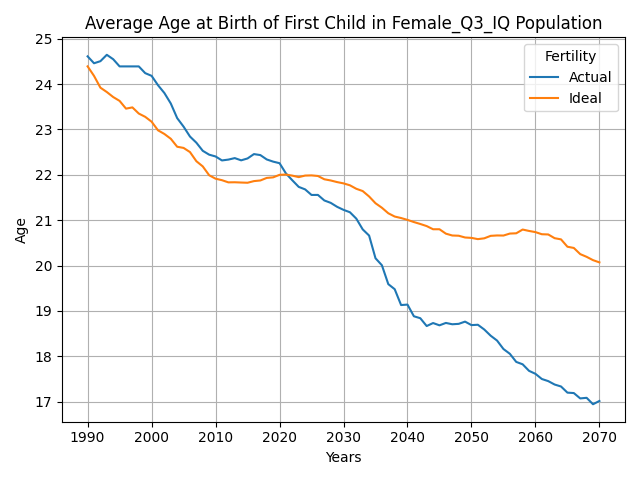 Average Age at Birth of First Child in Female_Q3_IQ Population
Fertility
Actual
Ideal
25
24
23
22
21
20
19
18
17
Age
1990 2000 2010 2020 2030 2040 2050 2060 2070
Years